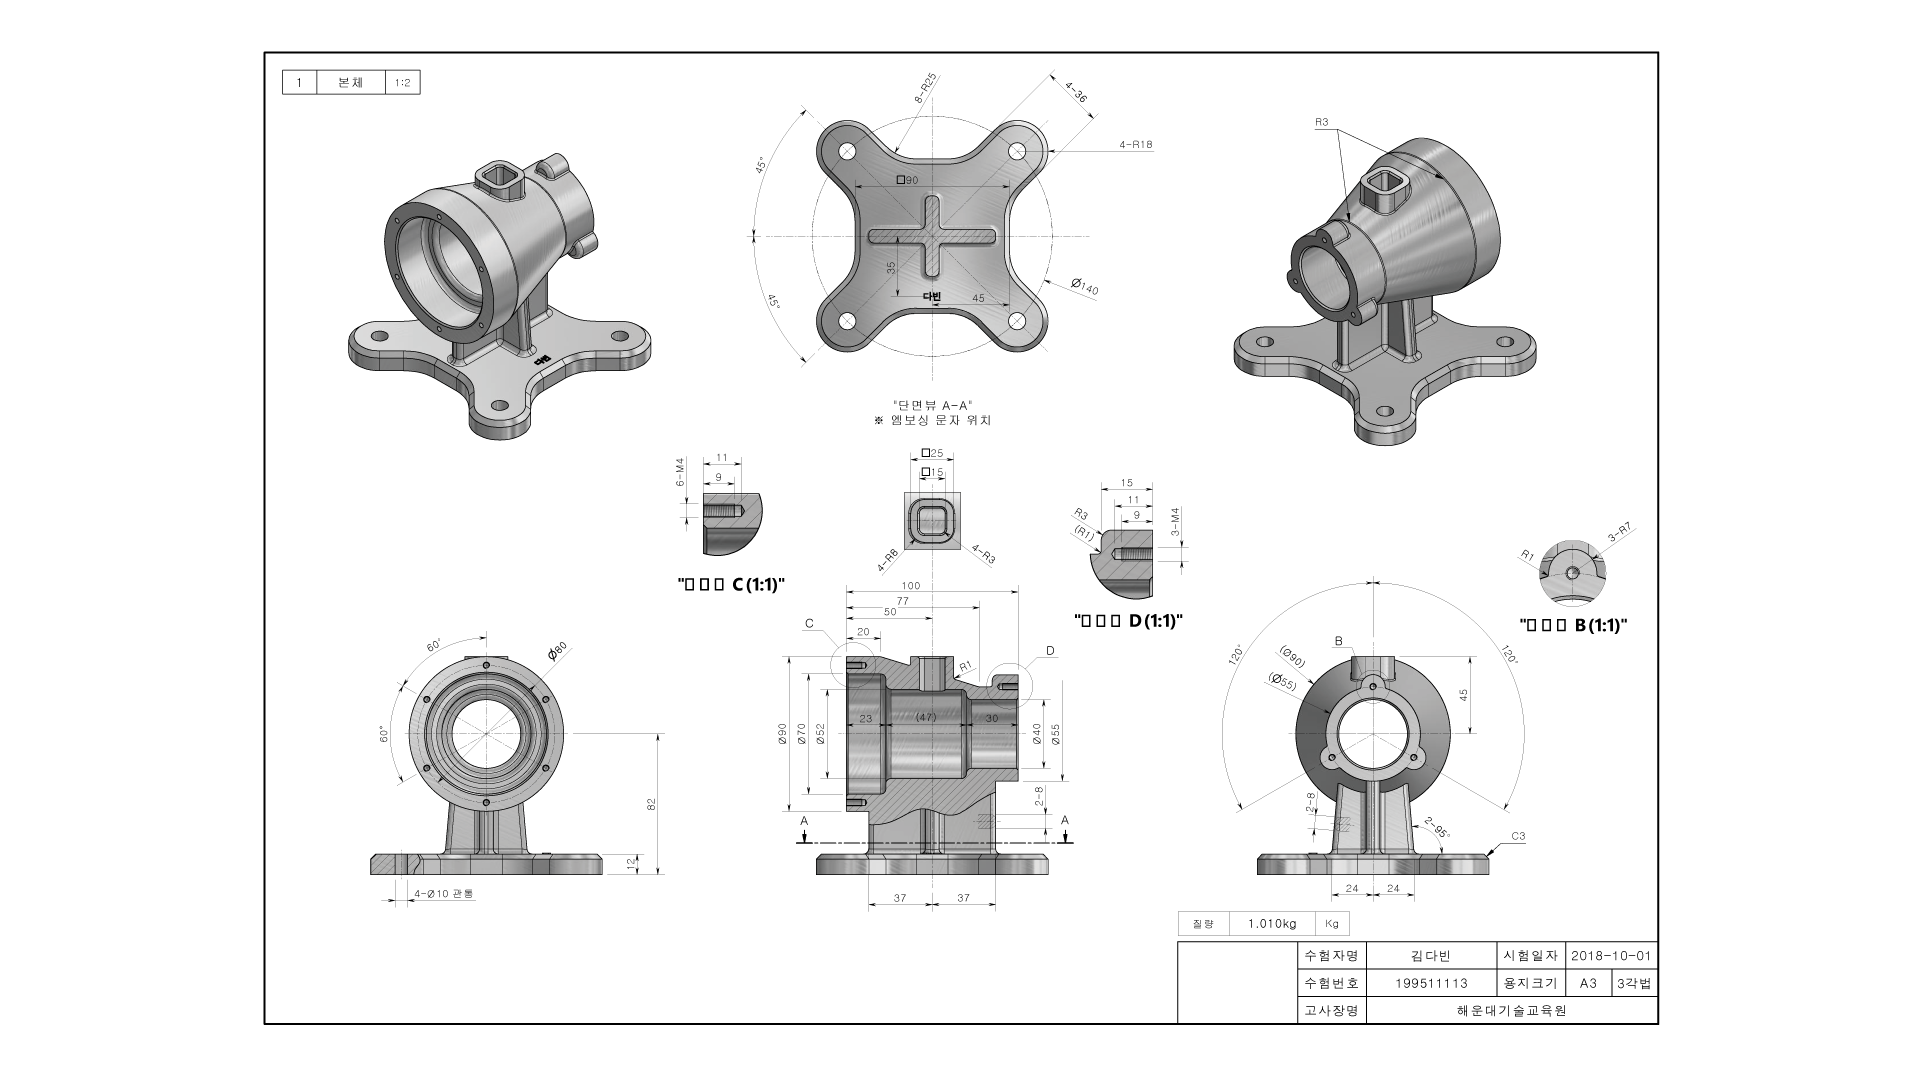 1 본체 1:2
8-R25
4-36
4-R18
45°
45°
□90
35
다빈
45
Ø140
"단면뷰 A-A"
※ 엠보싱 문자 위치
R3
다빈
6-M4
11
9
"□□□ C(1:1)"
□25
□15
4-R8
4-R3
15
11
9
R3
(R1)
3-M4
"□□□ D(1:1)"
R1
3-R7
"□□□ B(1:1)"
60°
60°
Ø80
82
12
4-Ø10 관통
100
77
50
20
C
D
R1
Ø90
Ø70
Ø52
23
(47)
30
Ø40
Ø55
2-8
A
A
37
37
120°
120°
B
(Ø90)
(Ø55)
45
2-8
2-95°
C3
24
24
질량 1.010kg Kg
수험자명 김다빈 시험일자 2018-10-01
수험번호 199511113 용지크기 A3 3각법
고사장명 해운대기술교육원